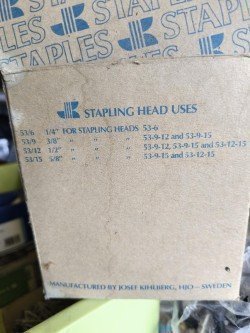 STAPLES
STAPLES
STAPLING HEAD USES
53/6 1/4" FOR STAPLING HEADS 53-6
53/9 3/8" " " " 53-9-12 and 53-9-15
53/12 1/2" " " " 53-9-12, 53-9-15 and 53-12-15
53/15 5/8" " " " 53-9-15 and 53-12-15
MANUFACTURED BY JOSEF KIHLBERG, HJO – SWEDEN